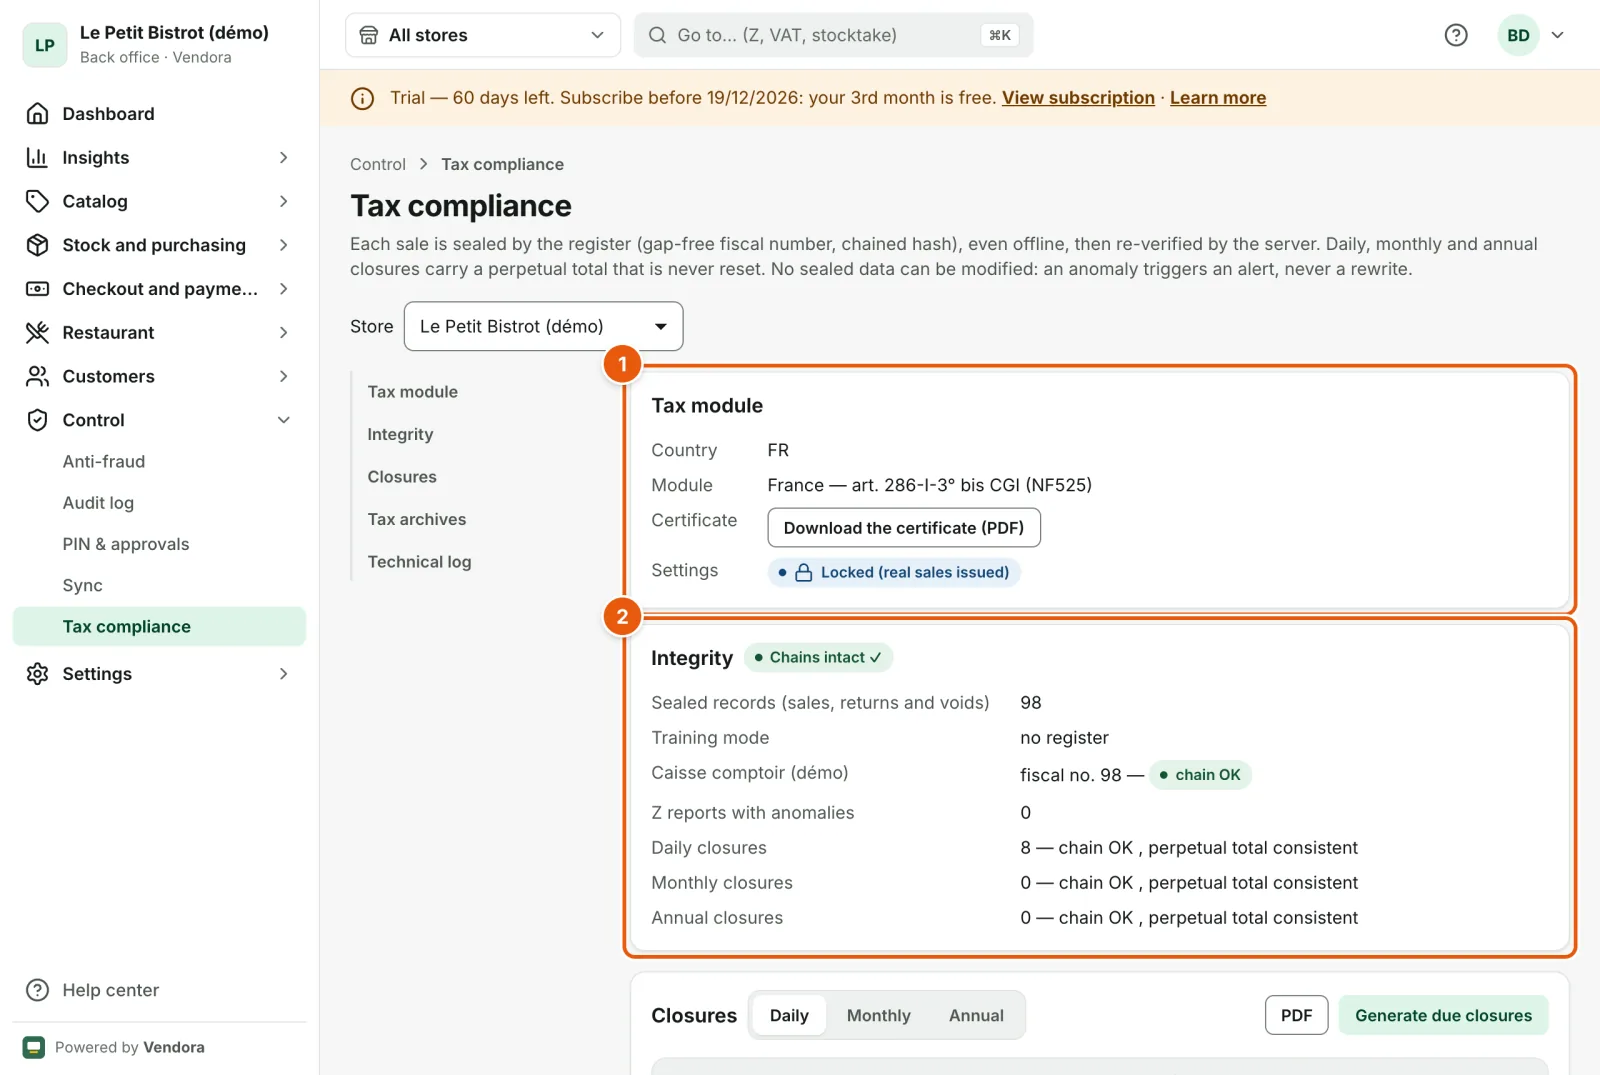 LP
Le Petit Bistrot (démo)
Back office · Vendora
Dashboard
Insights
Catalog
Stock and purchasing
Checkout and payme...
Restaurant
Customers
Control
Anti-fraud
Audit log
PIN & approvals
Sync
Tax compliance
Settings
Help center
Powered by Vendora
All stores
Go to... (Z, VAT, stocktake)
⌘K
BD
Trial — 60 days left. Subscribe before 19/12/2026: your 3rd month is free. View subscription · Learn more
Control > Tax compliance
Tax compliance
Each sale is sealed by the register (gap-free fiscal number, chained hash), even offline, then re-verified by the server. Daily, monthly and annual
closures carry a perpetual total that is never reset. No sealed data can be modified: an anomaly triggers an alert, never a rewrite.
Store Le Petit Bistrot (démo)
Tax module
Integrity
Closures
Tax archives
Technical log
1
Tax module
Country FR
Module France — art. 286-I-3° bis CGI (NF525)
Certificate Download the certificate (PDF)
Settings Locked (real sales issued)
2
Integrity Chains intact ✓
Sealed records (sales, returns and voids) 98
Training mode no register
Caisse comptoir (démo) fiscal no. 98 — chain OK
Z reports with anomalies 0
Daily closures 8 — chain OK , perpetual total consistent
Monthly closures 0 — chain OK , perpetual total consistent
Annual closures 0 — chain OK , perpetual total consistent
Closures Daily Monthly Annual PDF Generate due closures